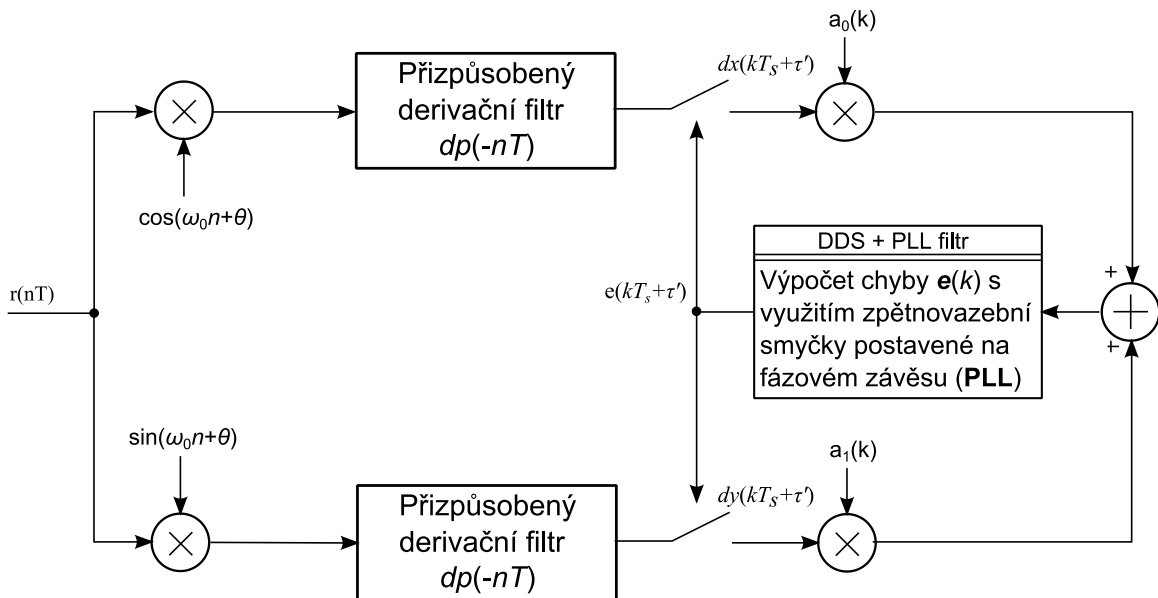 a₀(k)
Přizpůsobený
derivační filtr
dp(-nT)
dx(kTₛ+τ')
cos(ω₀n+θ)
DDS + PLL filtr
Výpočet chyby e(k) s
využitím zpětnovazební
smyčky postavené na
fázovém závěsu (PLL)
r(nT)
e(kTₛ+τ')
+
+
sin(ω₀n+θ)
a₁(k)
Přizpůsobený
derivační filtr
dp(-nT)
dy(kTₛ+τ')